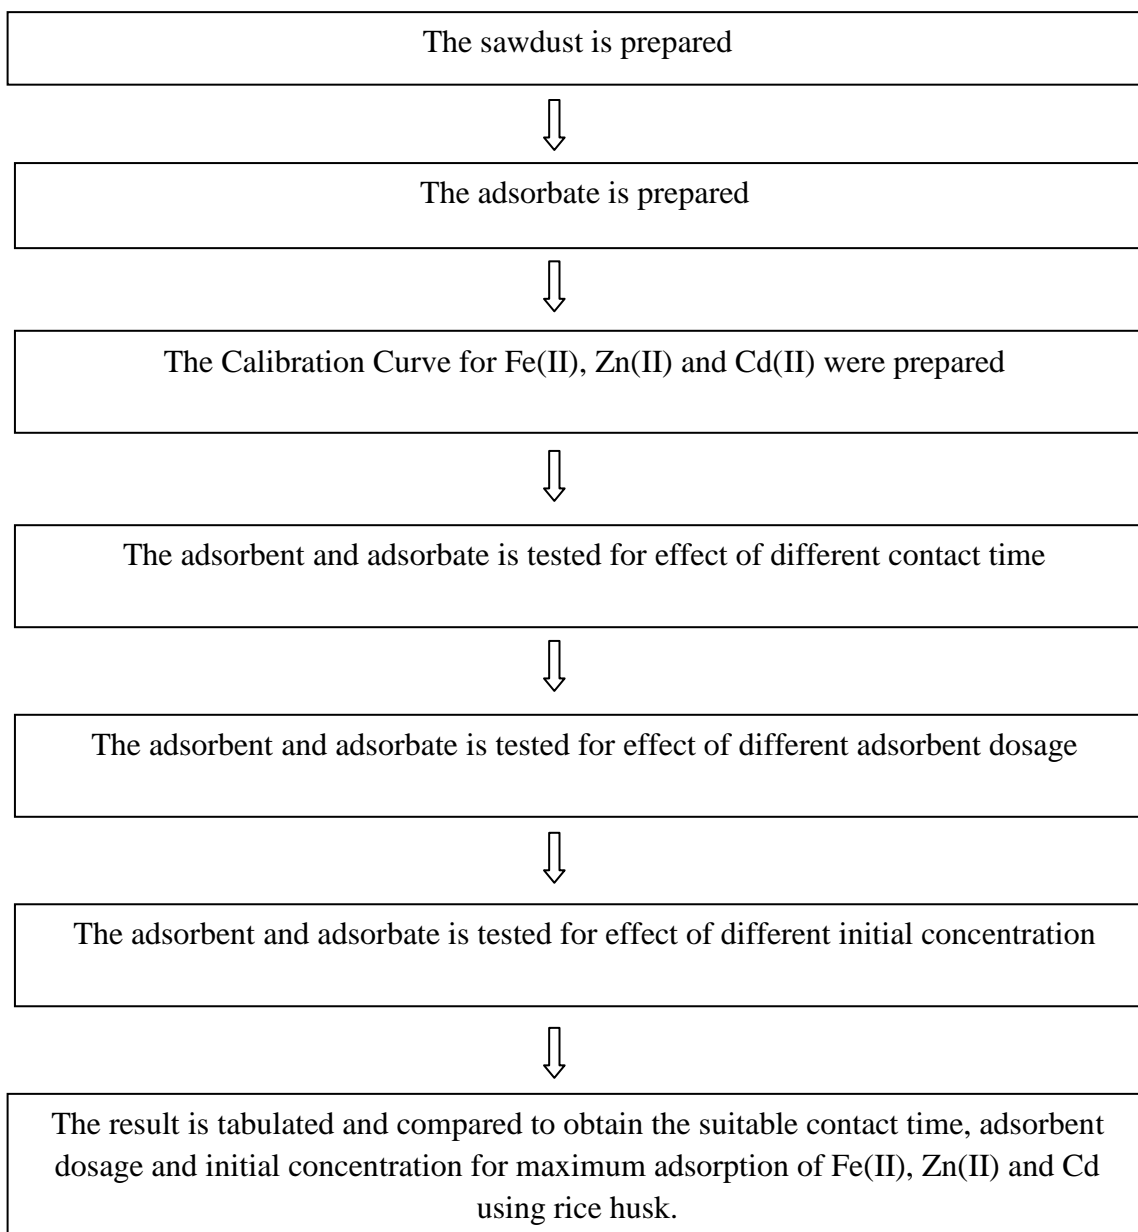 The sawdust is prepared
The adsorbate is prepared
The Calibration Curve for Fe(II), Zn(II) and Cd(II) were prepared
The adsorbent and adsorbate is tested for effect of different contact time
The adsorbent and adsorbate is tested for effect of different adsorbent dosage
The adsorbent and adsorbate is tested for effect of different initial concentration
The result is tabulated and compared to obtain the suitable contact time, adsorbent
dosage and initial concentration for maximum adsorption of Fe(II), Zn(II) and Cd
using rice husk.